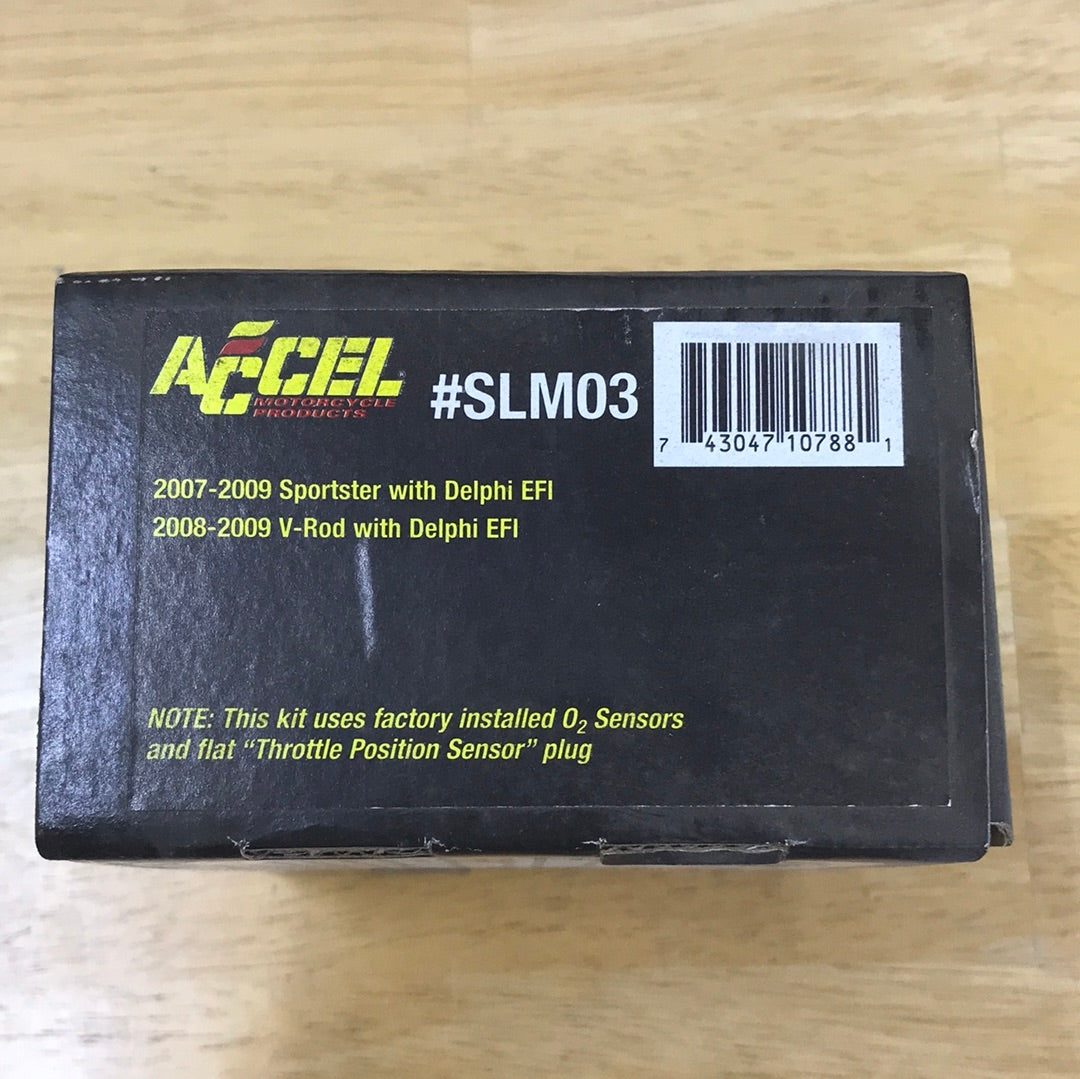 ACCEL
MOTORCYCLE
PRODUCTS
#SLM03
7 43047 10788 1
2007-2009 Sportster with Delphi EFI
2008-2009 V-Rod with Delphi EFI
NOTE: This kit uses factory installed O₂ Sensors
and flat “Throttle Position Sensor” plug